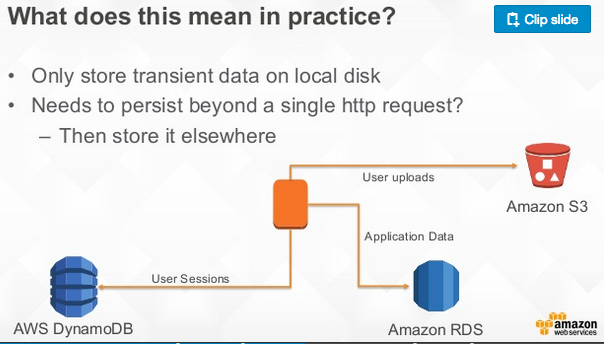 What does this mean in practice?
Clip slide
• Only store transient data on local disk
• Needs to persist beyond a single http request?
– Then store it elsewhere
User uploads
Amazon S3
Application Data
User Sessions
AWS DynamoDB
Amazon RDS
amazon
web services